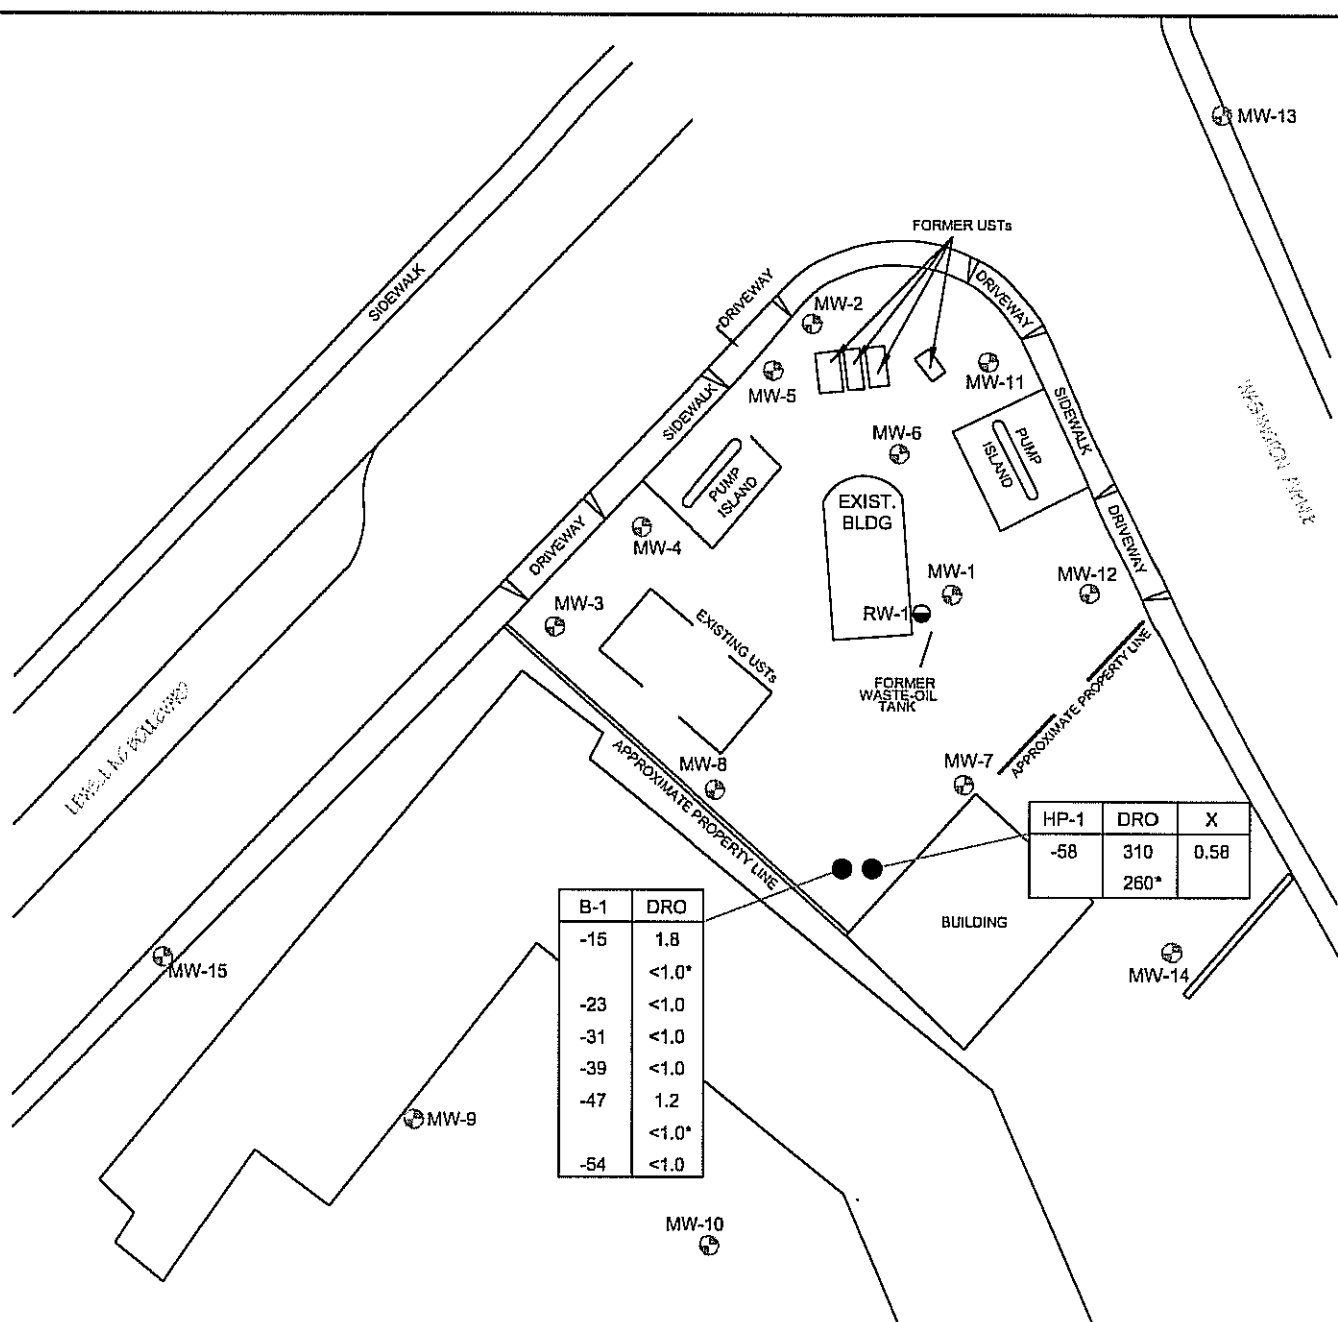 MW-13
FORMER USTs
SIDEWALK
DRIVEWAY
MW-2
DRIVEWAY
MW-5
MW-11
SIDEWALK
SIDEWALK
WASHINGTON AVENUE
MW-6
PUMP
ISLAND
PUMP
ISLAND
EXIST.
BLDG
DRIVEWAY
MW-4
DRIVEWAY
MW-1
MW-12
MW-3
RW-1
EXISTING USTs
APPROXIMATE PROPERTY LINE
FORMER
WASTE-OIL
TANK
LEWELLING BOULEVARD
MW-8
MW-7
APPROXIMATE PROPERTY LINE
HP-1 DRO X
-58 310 0.58
260*
B-1 DRO
-15 1.8
<1.0*
-23 <1.0
-31 <1.0
-39 <1.0
-47 1.2
<1.0*
-54 <1.0
BUILDING
MW-14
MW-15
MW-9
MW-10